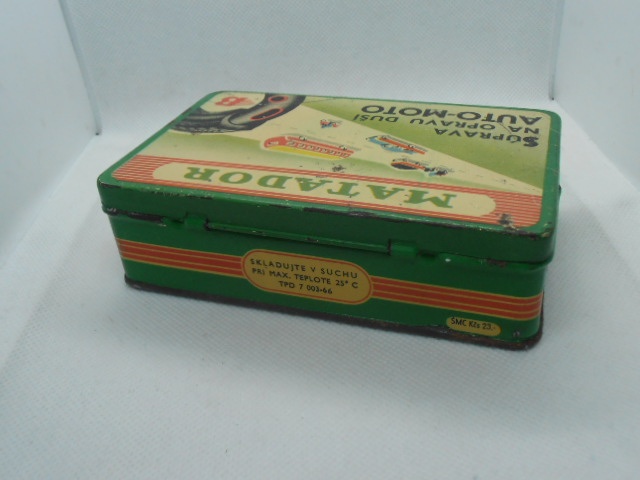 SÚPRAVA
NA OPRAVU DUŠÍ
AUTO-MOTO
MATADOR
SKLADUJTE V SUCHU
PRI MAX. TEPLOTE 25° C
TPD 7 003-66
SMC Kčs 23,-